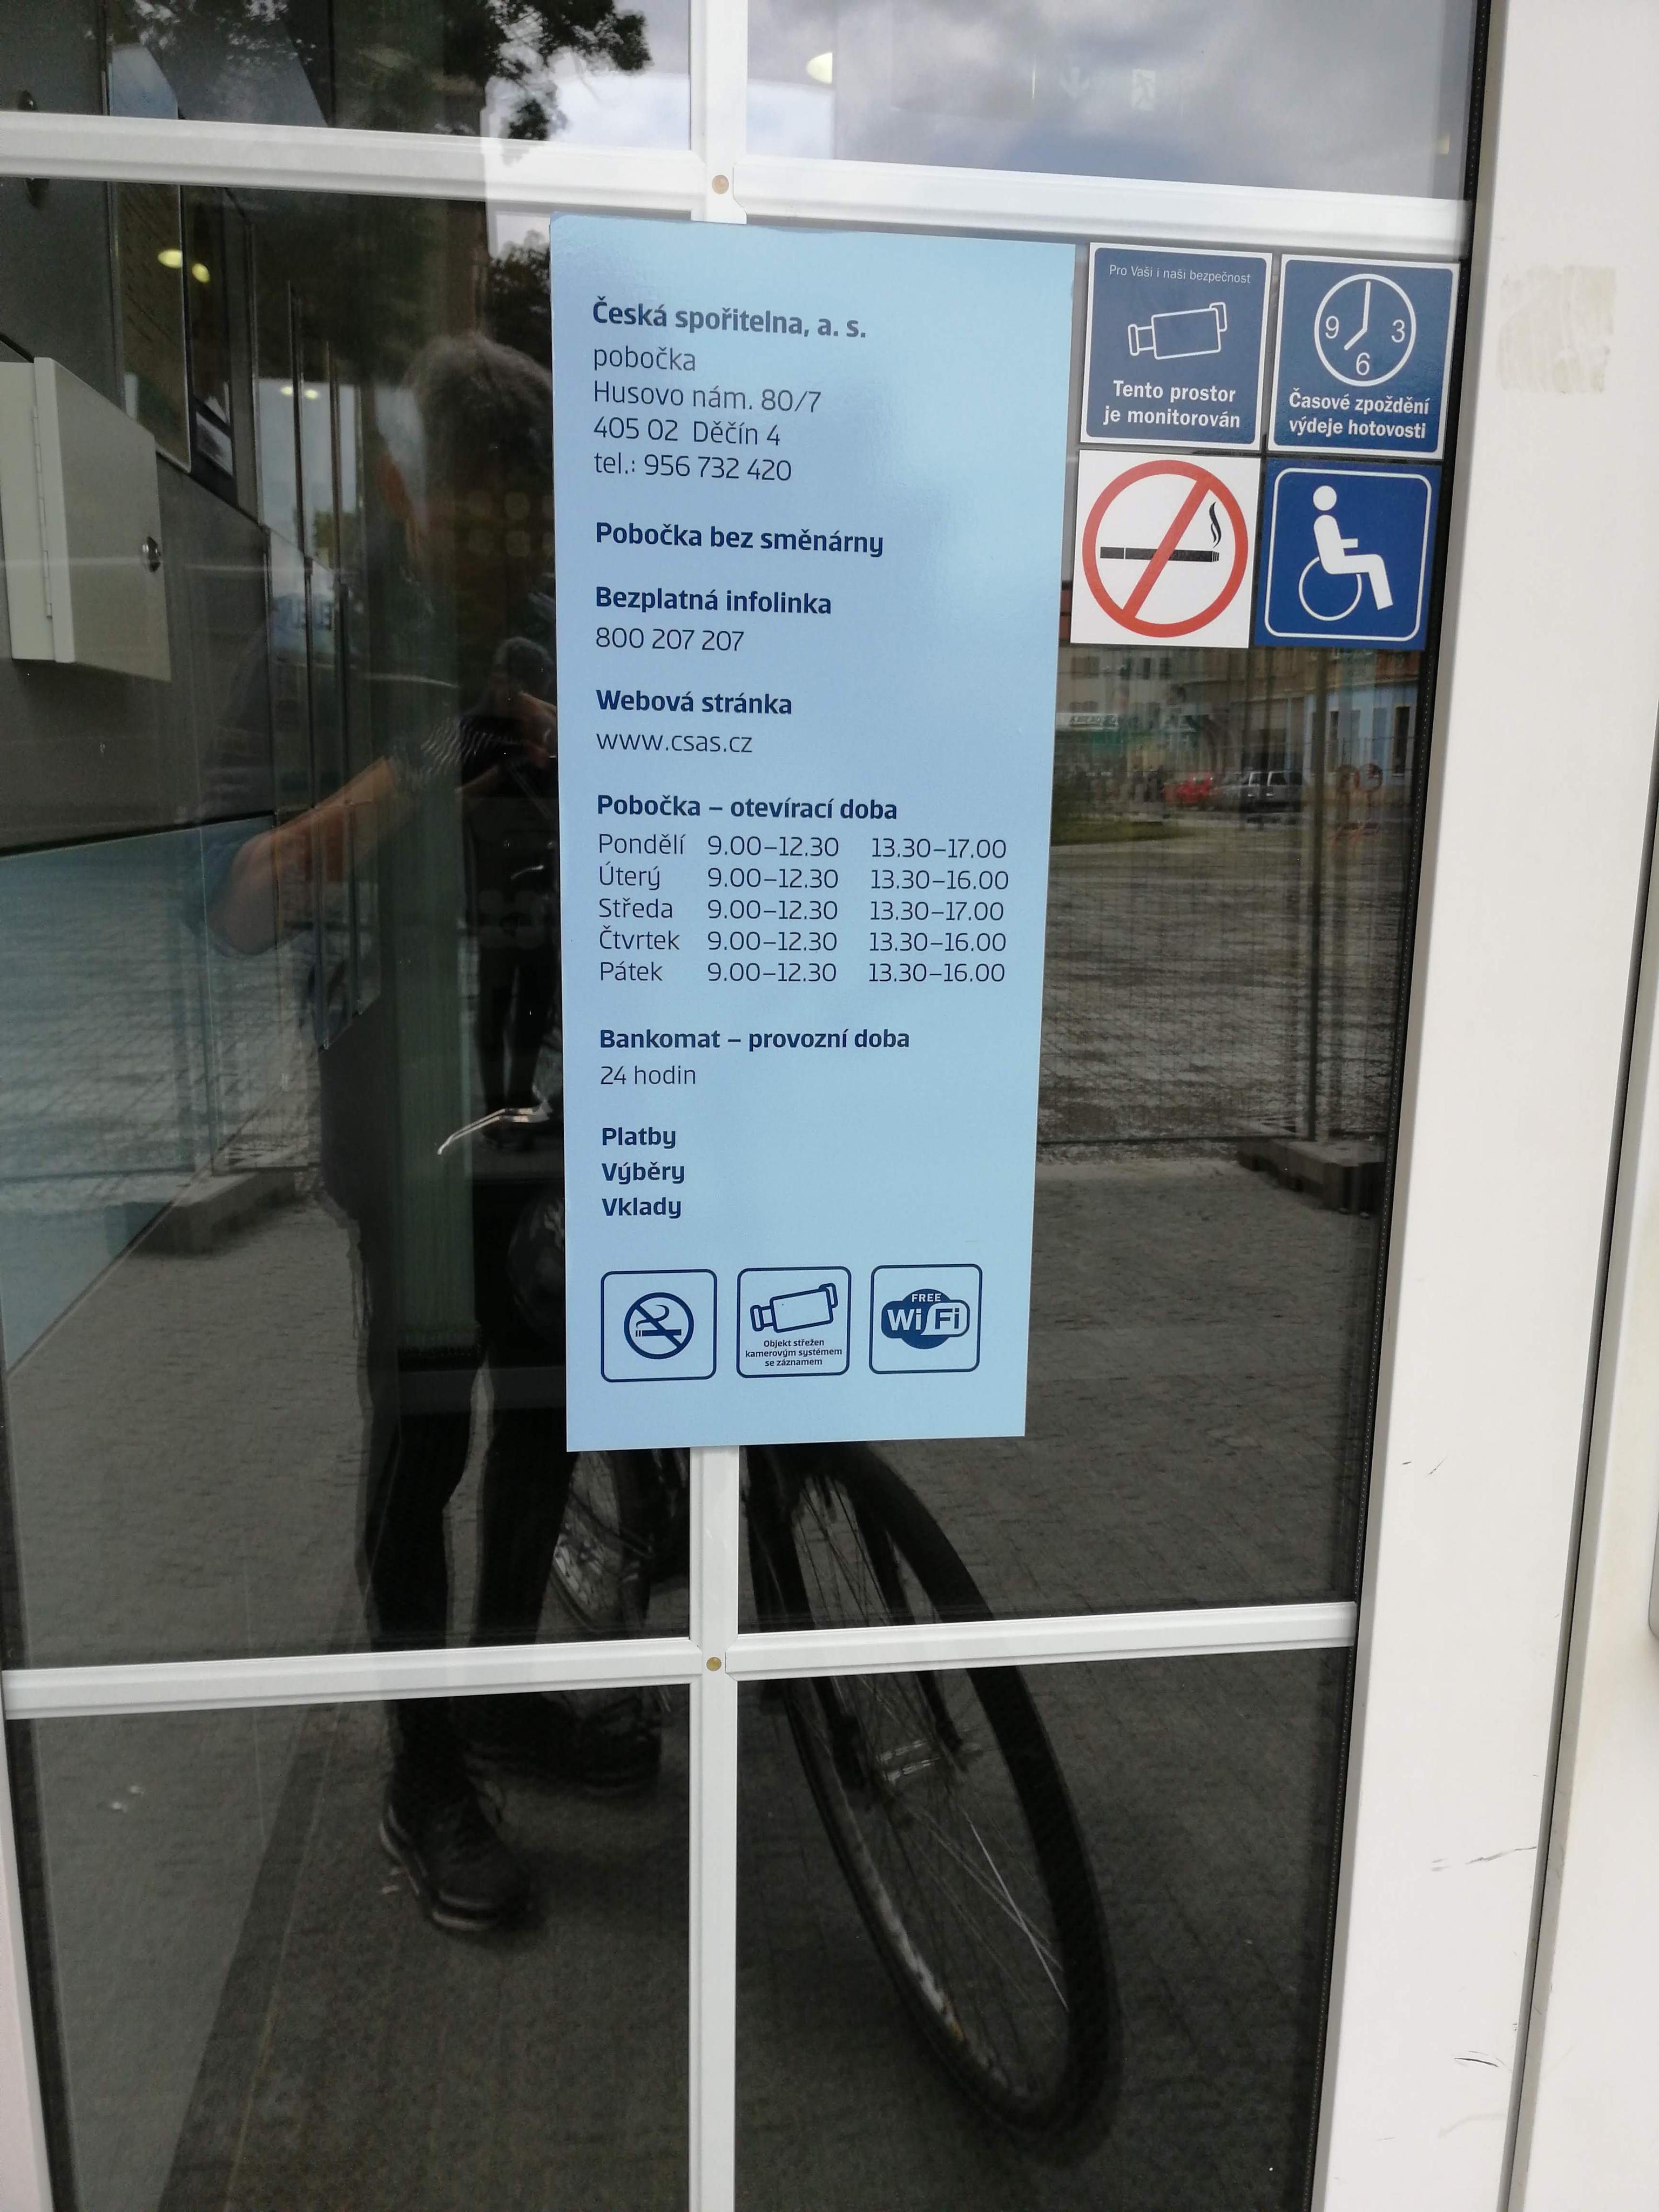 Česká spořitelna, a. s.
pobočka
Husovo nám. 80/7
405 02 Děčín 4
tel.: 956 732 420
Pobočka bez směnárny
Bezplatná infolinka
800 207 207
Webová stránka
www.csas.cz
Pobočka – otevírací doba
Pondělí 9.00–12.30 13.30–17.00
Úterý 9.00–12.30 13.30–16.00
Středa 9.00–12.30 13.30–17.00
Čtvrtek 9.00–12.30 13.30–16.00
Pátek 9.00–12.30 13.30–16.00
Bankomat – provozní doba
24 hodin
Platby
Výběry
Vklady
Objekt střežen
kamerovým systémem
se záznamem
FREE
Wi Fi
Pro Vaši i naši bezpečnost
Tento prostor
je monitorován
9 3
6
Časové zpoždění
výdeje hotovosti